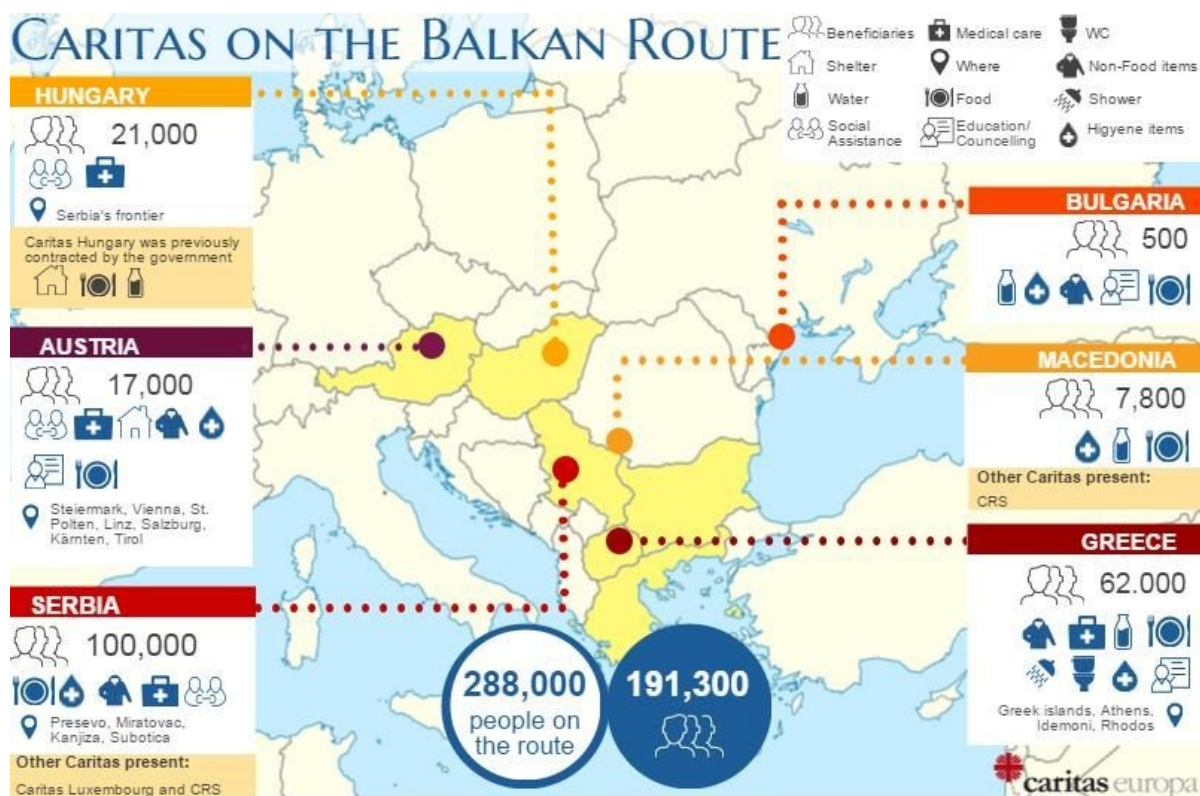 CARITAS ON THE BALKAN ROUTE
Beneficiaries
Medical care
WC
Shelter
Where
Non-Food items
Water
Food
Shower
Social
Assistance
Education/
Councelling
Higyene items
HUNGARY
21,000
Serbia's frontier
Caritas Hungary was previously
contracted by the government
AUSTRIA
17,000
Steiermark, Vienna, St.
Polten, Linz, Salzburg,
Kärnten, Tirol
SERBIA
100,000
Presevo, Miratovac,
Kanjiza, Subotica
Other Caritas present:
Caritas Luxembourg and CRS
BULGARIA
500
MACEDONIA
7,800
Other Caritas present:
CRS
GREECE
62.000
Greek islands, Athens,
Idemoni, Rhodos
288,000
people on
the route
191,300
caritas europa